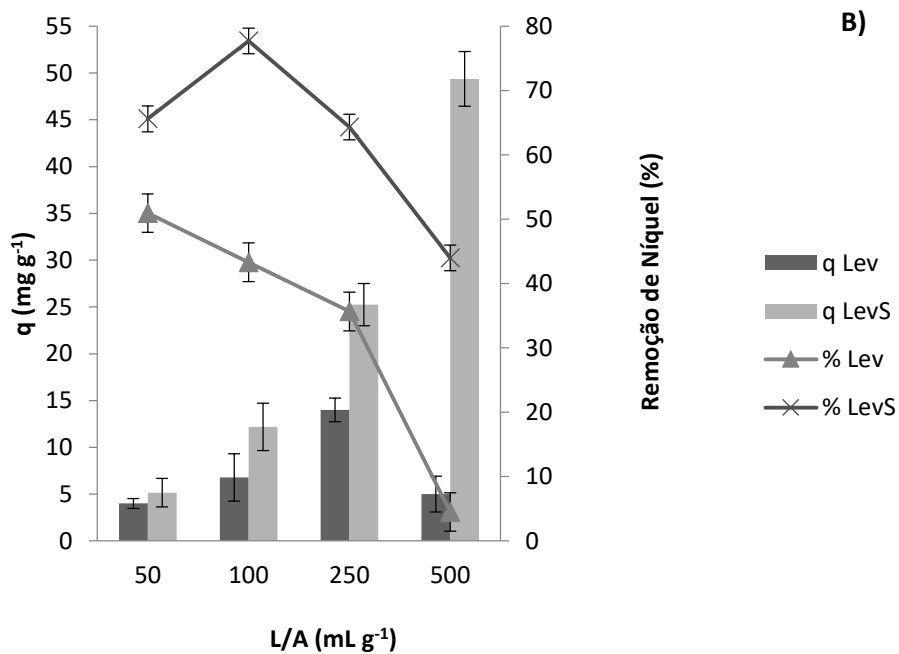 B)
q (mg g⁻¹)
55
50
45
40
35
30
25
20
15
10
5
0
80
70
60
50
40
30
20
10
0
Remoção de Níquel (%)
50 100 250 500
L/A (mL g⁻¹)
q Lev
q LevS
% Lev
% LevS